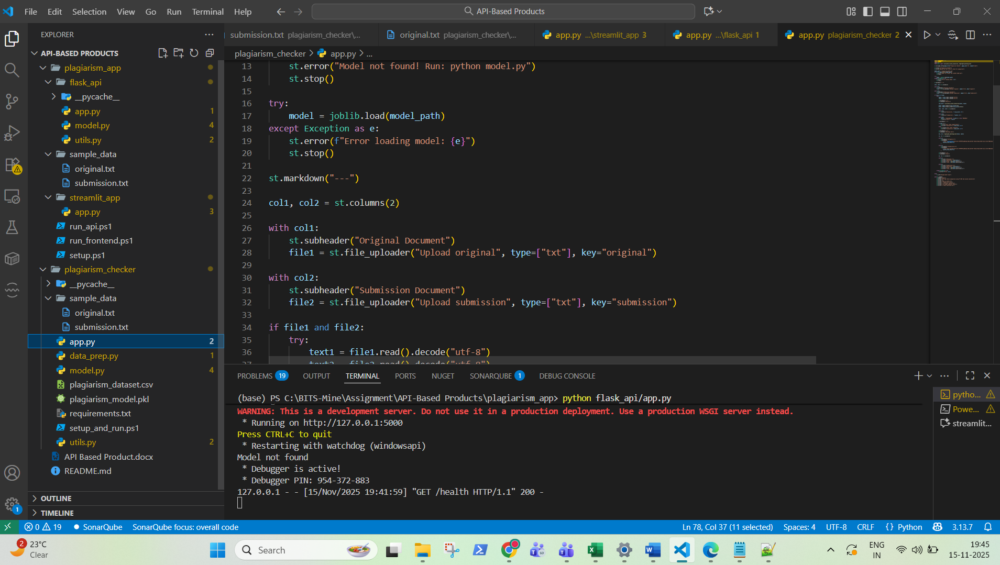 File Edit Selection View Go Run Terminal Help
API-Based Products
EXPLORER
API-BASED PRODUCTS
plagiarism_app
flask_api
__pycache__
app.py 1
model.py 4
utils.py 2
sample_data
original.txt
submission.txt
streamlit_app
app.py 3
run_api.ps1
run_frontend.ps1
setup.ps1
plagiarism_checker
__pycache__
sample_data
original.txt
submission.txt
app.py 2
data_prep.py 1
model.py 4
plagiarism_dataset.csv
plagiarism_model.pkl
requirements.txt
setup_and_run.ps1
utils.py 2
API Based Product.docx
README.md
OUTLINE
TIMELINE
submission.txt plagiarism_checker\...
original.txt plagiarism_checker\...
app.py ...\streamlit_app 3
app.py ...\flask_api 1
app.py plagiarism_checker 2
plagiarism_checker > app.py > ...
13 st.error("Model not found! Run: python model.py")
14 st.stop()
15
16 try:
17 model = joblib.load(model_path)
18 except Exception as e:
19 st.error(f"Error loading model: {e}")
20 st.stop()
21
22 st.markdown("---")
23
24 col1, col2 = st.columns(2)
25
26 with col1:
27 st.subheader("Original Document")
28 file1 = st.file_uploader("Upload original", type=["txt"], key="original")
29
30 with col2:
31 st.subheader("Submission Document")
32 file2 = st.file_uploader("Upload submission", type=["txt"], key="submission")
33
34 if file1 and file2:
35 try:
36 text1 = file1.read().decode("utf-8")
37 text2 = file2.read().decode("utf-8")
PROBLEMS 19 OUTPUT TERMINAL PORTS NUGET SONARQUBE 1 DEBUG CONSOLE
(base) PS C:\BITS-Mine\Assignment\API-Based Products\plagiarism_app> python flask_api/app.py
WARNING: This is a development server. Do not use it in a production deployment. Use a production WSGI server instead.
* Running on http://127.0.0.1:5000
Press CTRL+C to quit
* Restarting with watchdog (windowsapi)
Model not found
* Debugger is active!
* Debugger PIN: 954-372-883
127.0.0.1 - - [15/Nov/2025 19:41:59] "GET /health HTTP/1.1" 200 -
pytho...
Powe...
streamlit...
1
0 19 SonarQube SonarQube focus: overall code
Ln 78, Col 37 (11 selected) Spaces: 4 UTF-8 CRLF {} Python 3.13.7
2
23°C
Clear
Search
ENG
IN
19:45
15-11-2025